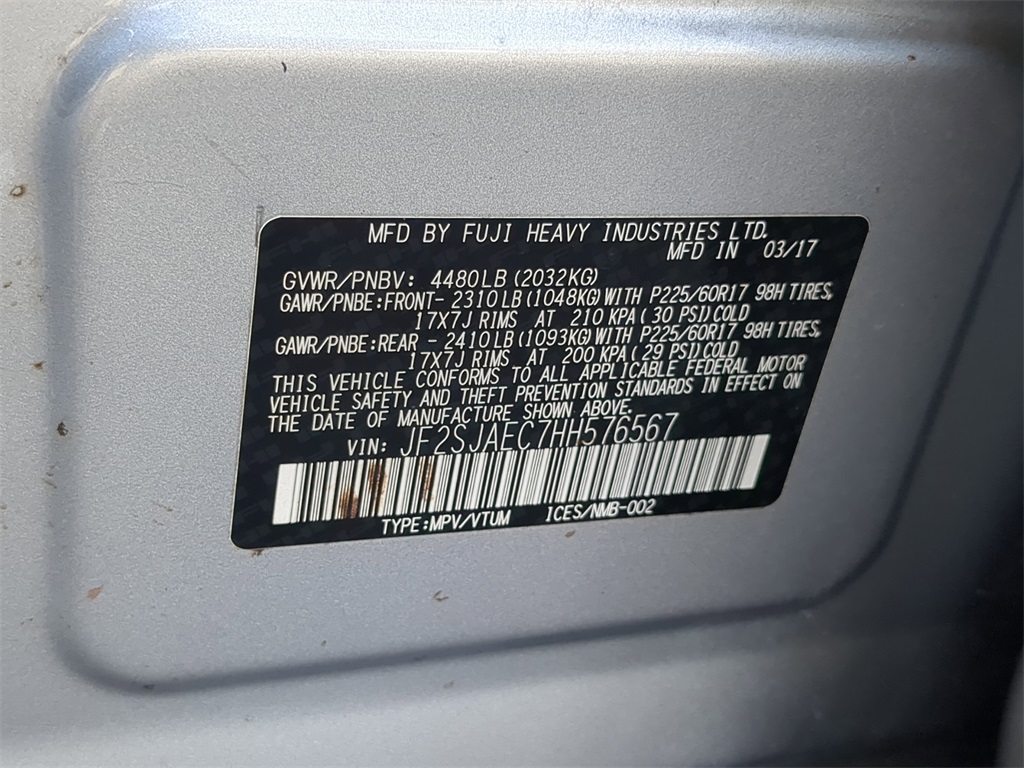 MFD BY FUJI HEAVY INDUSTRIES LTD.
MFD IN 03/17
GVWR/PNBV: 4480LB(2032KG)
GAWR/PNBE:FRONT- 2310LB(1048KG)WITH P225/60R17 98H TIRES,
17X7J RIMS AT 210 KPA( 30 PSI)COLD
GAWR/PNBE:REAR - 2410LB(1093KG)WITH P225/60R17 98H TIRES,
17X7J RIMS AT 200 KPA( 29 PSI)COLD
THIS VEHICLE CONFORMS TO ALL APPLICABLE FEDERAL MOTOR
VEHICLE SAFETY AND THEFT PREVENTION STANDARDS IN EFFECT ON
THE DATE OF MANUFACTURE SHOWN ABOVE.
VIN: JF2SJAEC7HH576567
TYPE:MPV/VTUM ICES/NMB-002